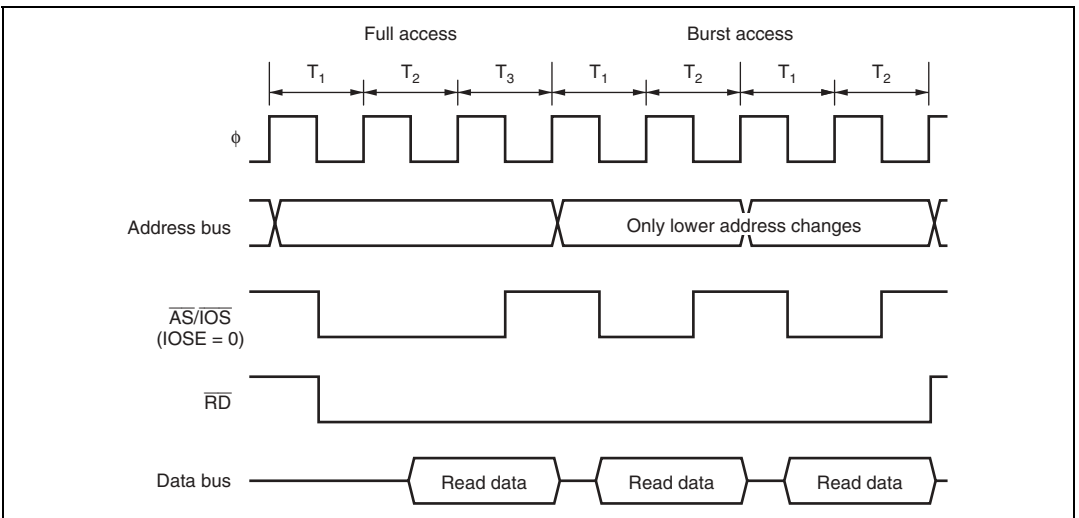 Full access Burst access
T1 T2 T3 T1 T2 T1 T2
φ
Address bus Only lower address changes
AS/IOS
(IOSE = 0)
RD
Data bus Read data Read data Read data